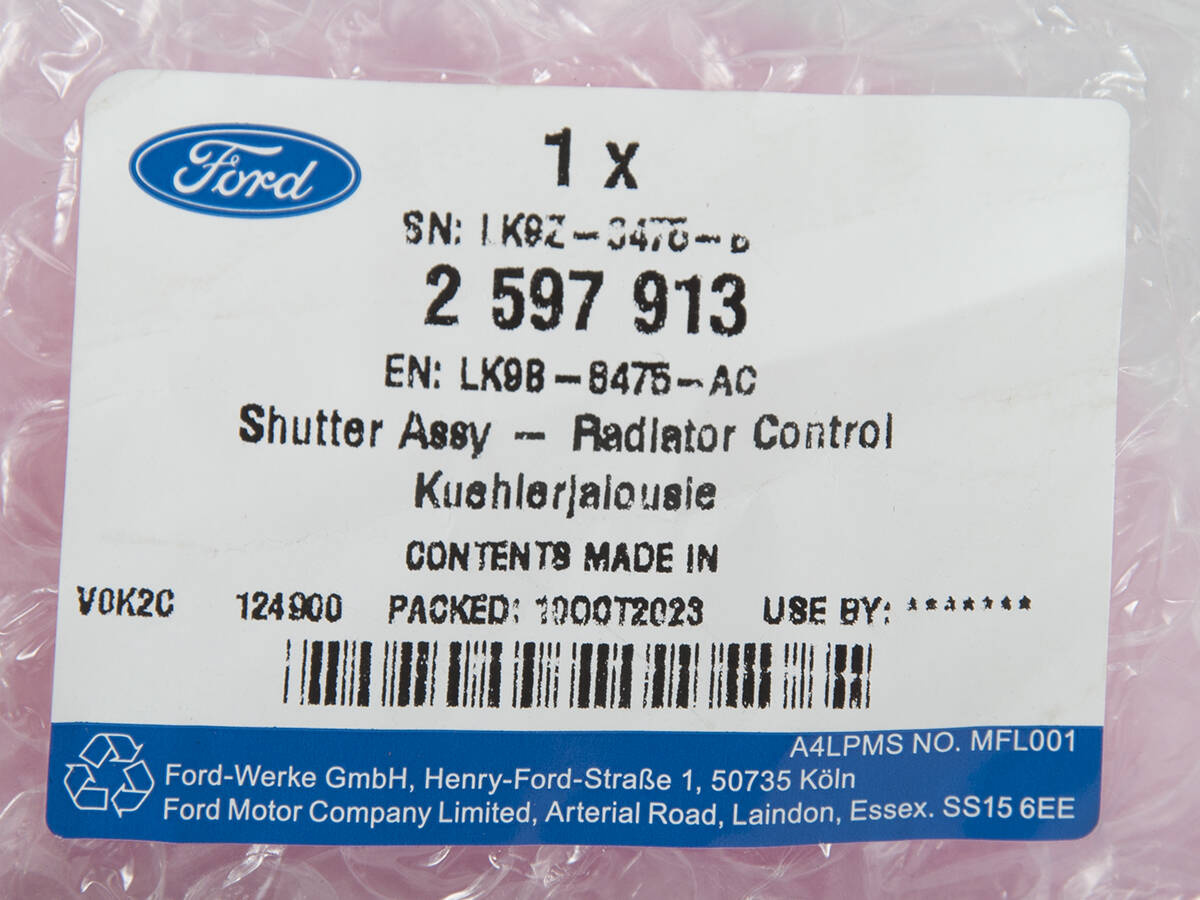 Ford
1 x
SN:
2 597 913
EN: LK9B-8475-AC
Shutter Assy - Radiator Control
Kuehlerjalousie
CONTENTS MADE IN
V0K2C 124900 PACKED: 10OCT2023 USE BY: *******
A4LPMS NO. MFL001
Ford-Werke GmbH, Henry-Ford-Straße 1, 50735 Köln
Ford Motor Company Limited, Arterial Road, Laindon, Essex. SS15 6EE